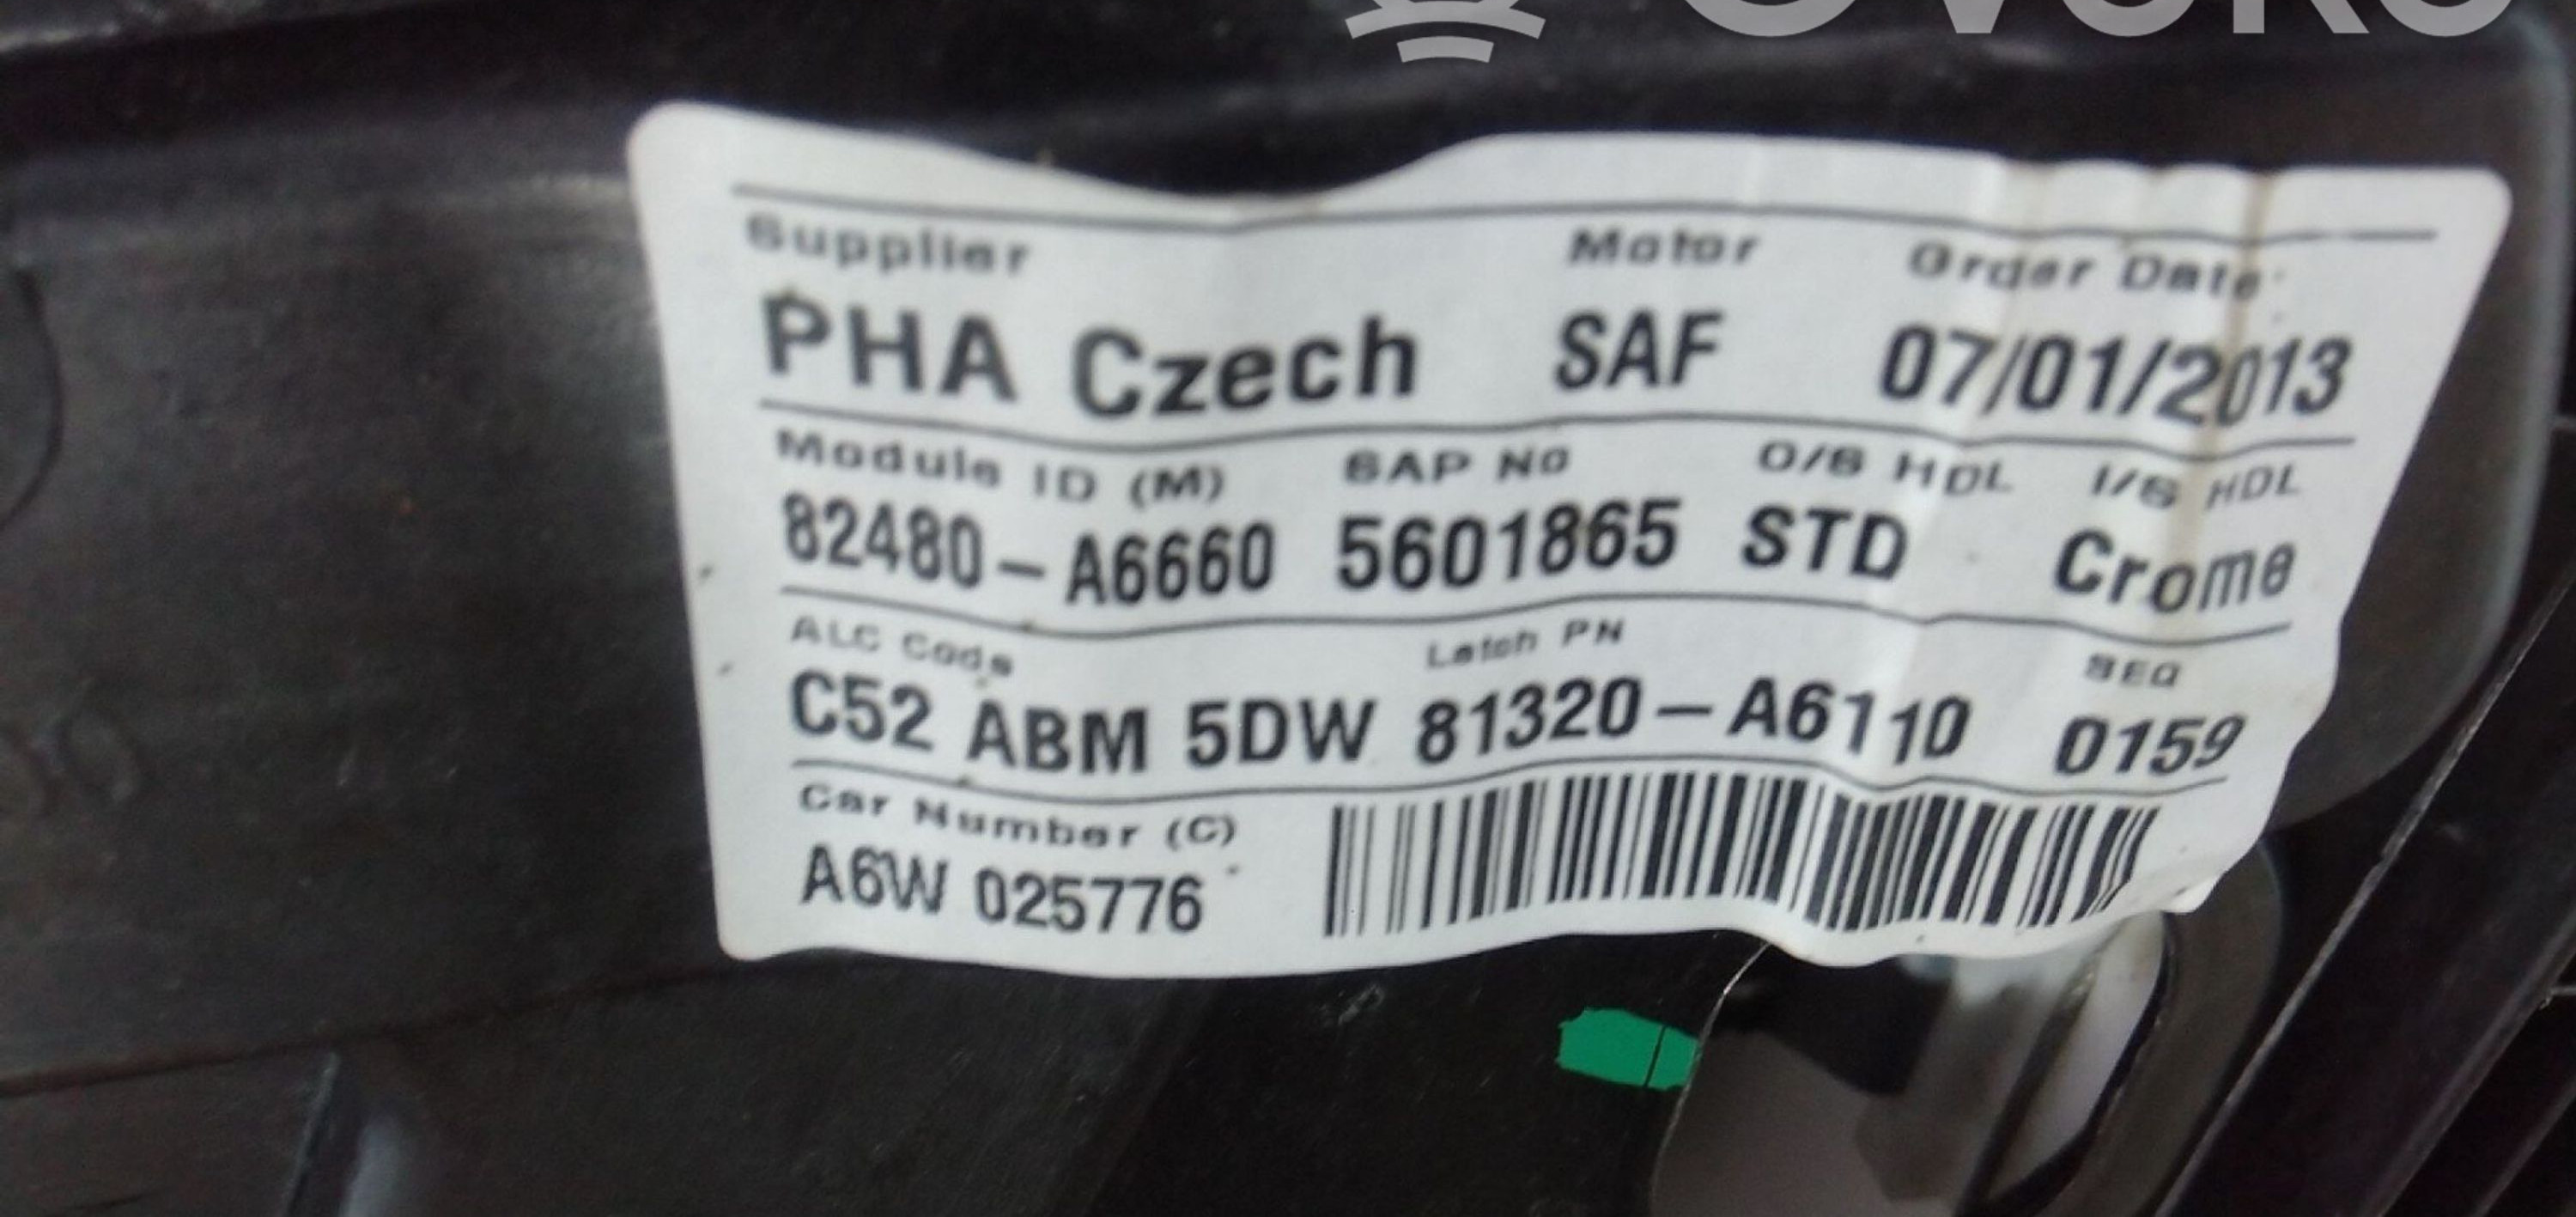 Supplier Motor Order Date
PHA Czech SAF 07/01/2013
Module ID (M) SAP No O/S HDL I/S HDL
82480-A6660 5601865 STD Crome
ALC Code Latch PN SEQ
C52 ABM 5DW 81320-A6110 0159
Car Number (C)
A6W 025776